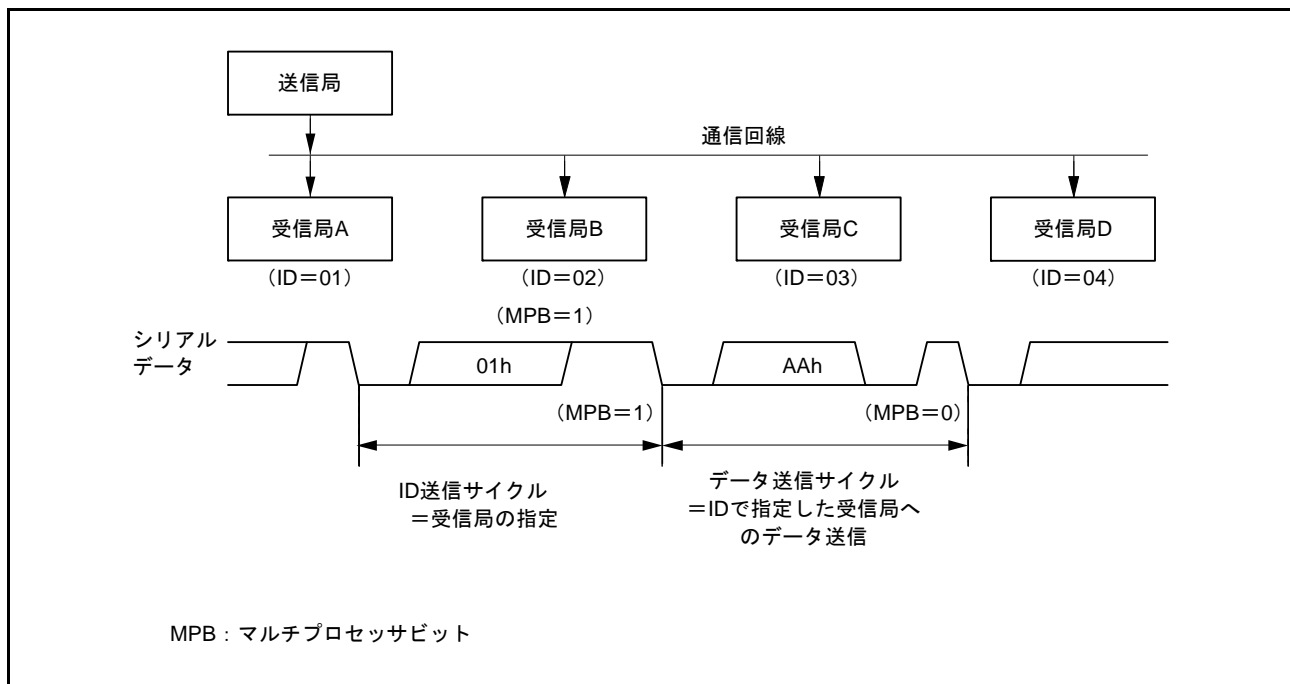 送信局
通信回線
受信局A
受信局B
受信局C
受信局D
（ID＝01）
（ID＝02）
（ID＝03）
（ID＝04）
（MPB＝1）
シリアル
データ
01h
AAh
（MPB＝1）
（MPB＝0）
ID送信サイクル
＝受信局の指定
データ送信サイクル
＝IDで指定した受信局へ
のデータ送信
MPB：マルチプロセッサビット